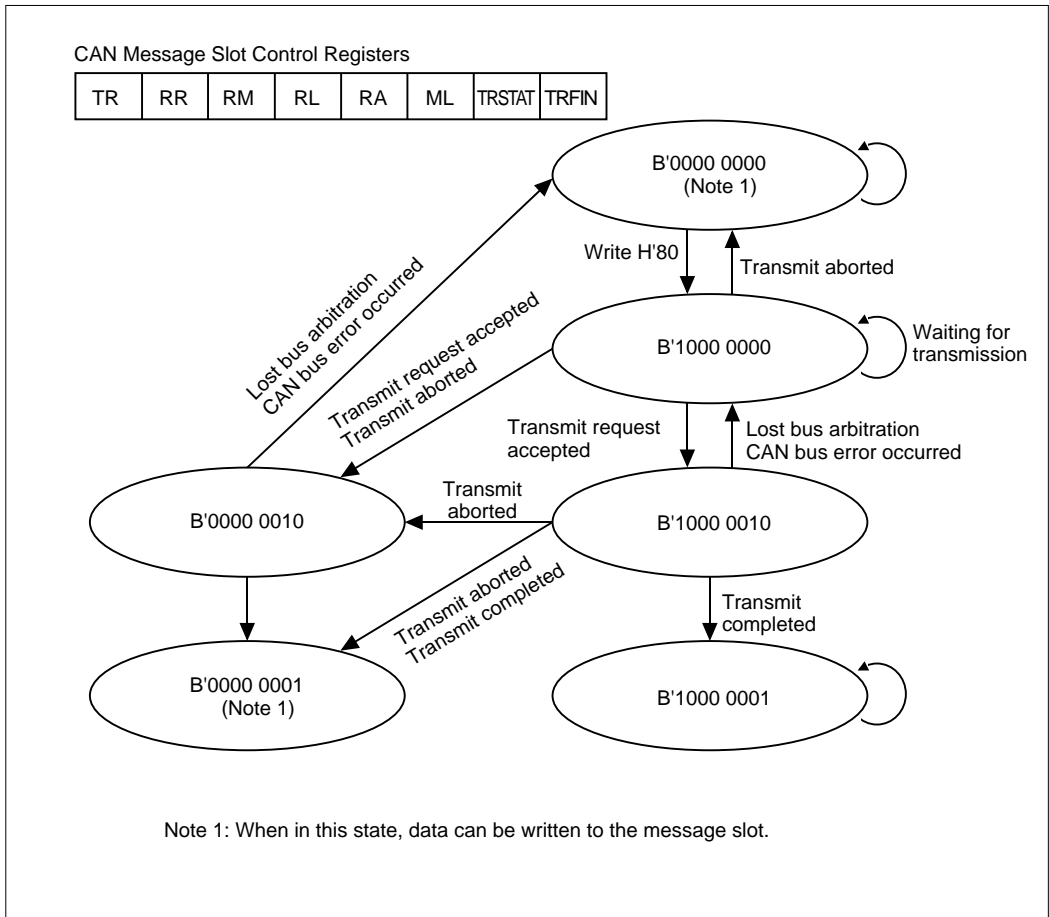 CAN Message Slot Control Registers
TR RR RM RL RA ML TRSTAT TRFIN
B'0000 0000
(Note 1)
Write H'80
Transmit aborted
Lost bus arbitration
CAN bus error occurred
Transmit request accepted
Transmit aborted
B'1000 0000
Waiting for
transmission
Transmit request
accepted
Lost bus arbitration
CAN bus error occurred
B'0000 0010
Transmit
aborted
B'1000 0010
Transmit aborted
Transmit completed
Transmit
completed
B'0000 0001
(Note 1)
B'1000 0001
Note 1: When in this state, data can be written to the message slot.